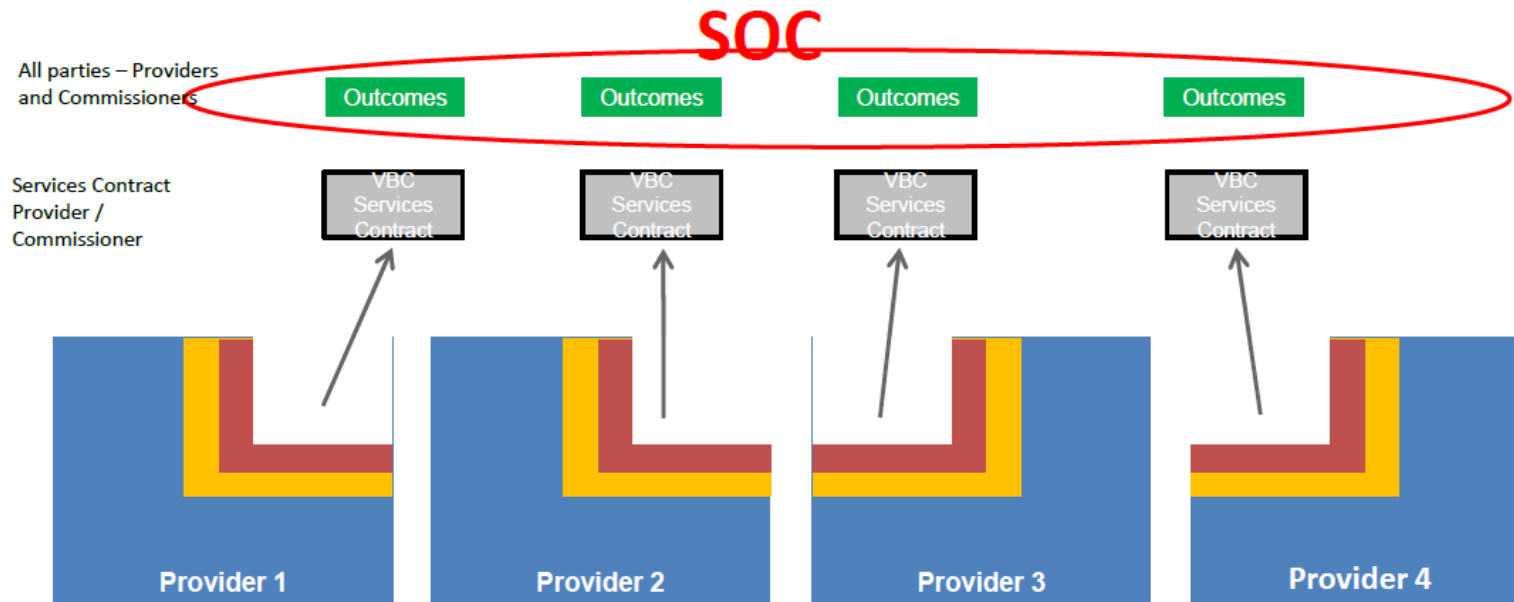 SOC
All parties – Providers
and Commissioners
Outcomes
Outcomes
Outcomes
Outcomes
Services Contract
Provider /
Commissioner
VBC
Services
Contract
VBC
Services
Contract
VBC
Services
Contract
VBC
Services
Contract
Provider 1
Provider 2
Provider 3
Provider 4